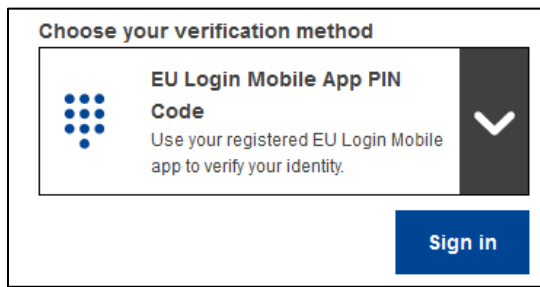 Choose your verification method
EU Login Mobile App PIN
Code
Use your registered EU Login Mobile
app to verify your identity.
Sign in